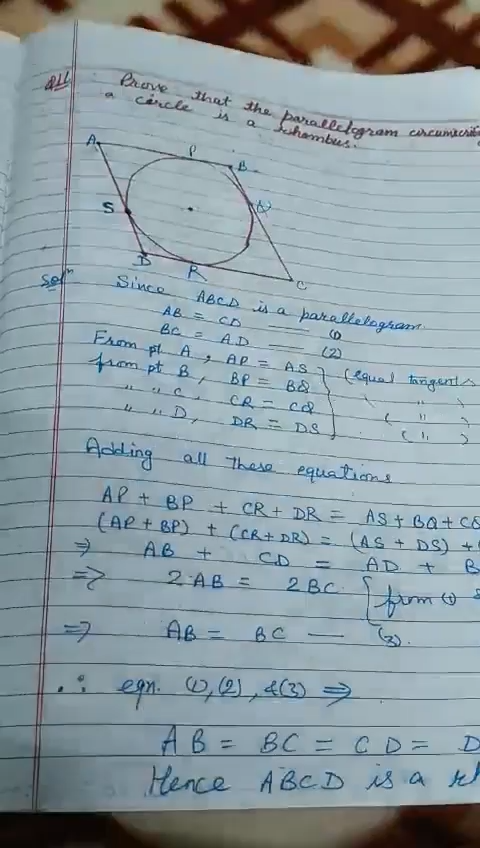 Q11 Prove that the parallelogram
a circle is a rhombus.
A P B
S Q
D R C
Sol^n Since ABCD is a parallelogram
AB = CD — (1)
BC = AD — (2)
From pt A, AP = AS (equal tangents
from pt B, BP = BQ ( " )
" " C, CR = CQ ( " )
" " D, DR = DS ( " )
Adding all these equations
AP + BP + CR + DR = AS + BQ +
(AP + BP) + (CR + DR) = (AS + DS) +
⇒ AB + CD = AD +
⇒ 2AB = 2BC {from (1)
⇒ AB = BC — (3).
∴ eqn. (1), (2), & (3) ⇒
AB = BC = CD =
Hence ABCD is a